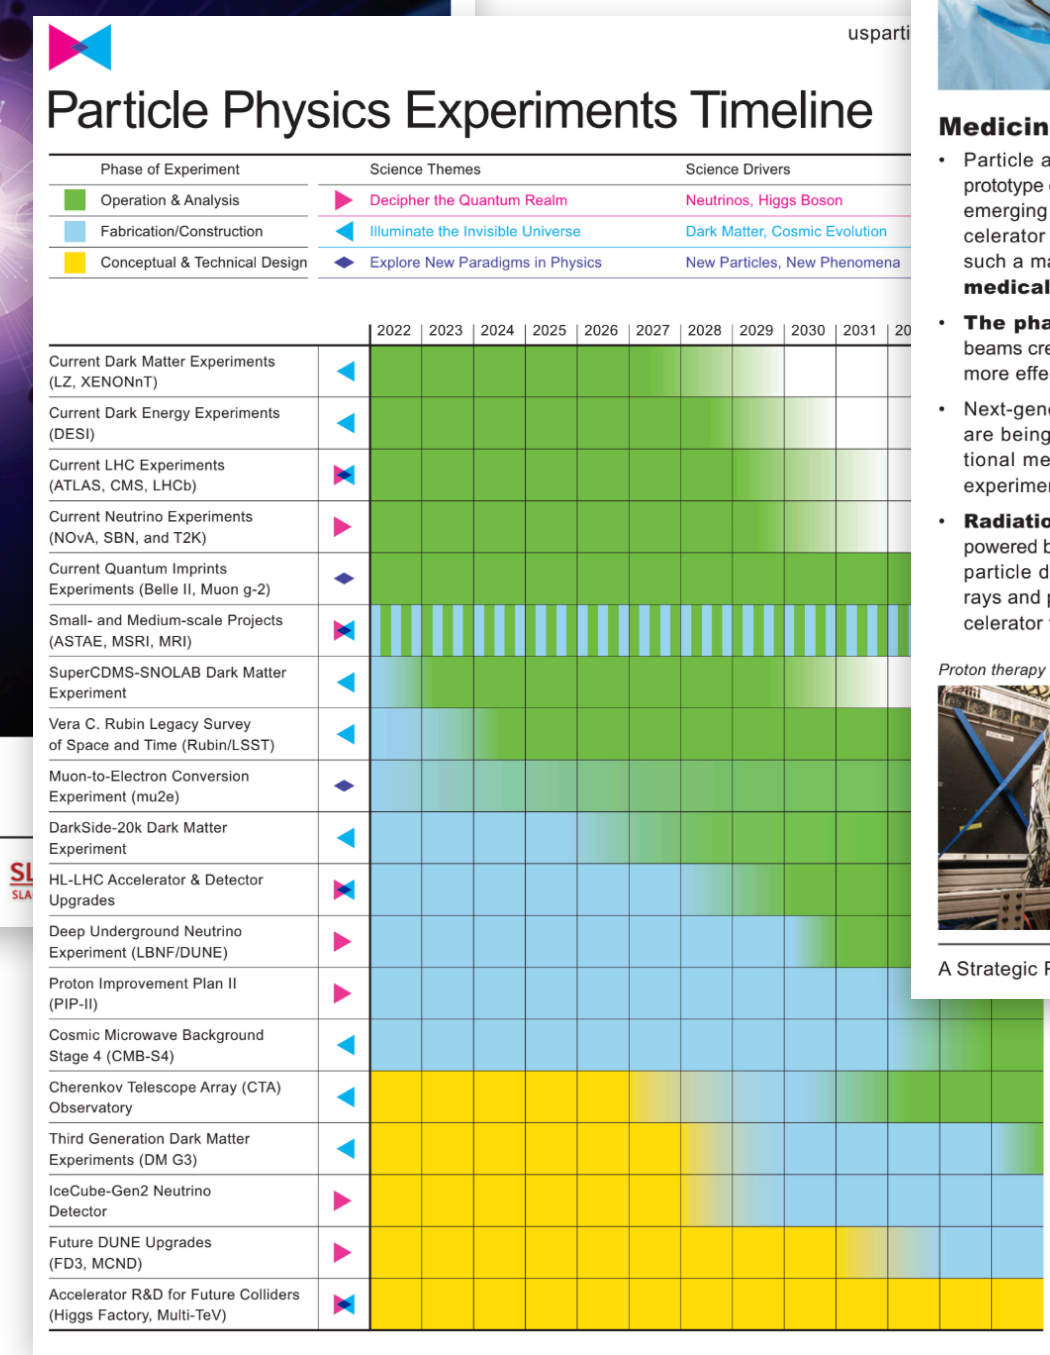 usparti
Particle Physics Experiments Timeline
Phase of Experiment
Science Themes
Science Drivers
Operation & Analysis
Decipher the Quantum Realm
Neutrinos, Higgs Boson
Fabrication/Construction
Illuminate the Invisible Universe
Dark Matter, Cosmic Evolution
Conceptual & Technical Design
Explore New Paradigms in Physics
New Particles, New Phenomena
2022 2023 2024 2025 2026 2027 2028 2029 2030 2031 20
Current Dark Matter Experiments
(LZ, XENONnT)
Current Dark Energy Experiments
(DESI)
Current LHC Experiments
(ATLAS, CMS, LHCb)
Current Neutrino Experiments
(NOvA, SBN, and T2K)
Current Quantum Imprints
Experiments (Belle II, Muon g-2)
Small- and Medium-scale Projects
(ASTAE, MSRI, MRI)
SuperCDMS-SNOLAB Dark Matter
Experiment
Vera C. Rubin Legacy Survey
of Space and Time (Rubin/LSST)
Muon-to-Electron Conversion
Experiment (mu2e)
DarkSide-20k Dark Matter
Experiment
HL-LHC Accelerator & Detector
Upgrades
Deep Underground Neutrino
Experiment (LBNF/DUNE)
Proton Improvement Plan II
(PIP-II)
Cosmic Microwave Background
Stage 4 (CMB-S4)
Cherenkov Telescope Array (CTA)
Observatory
Third Generation Dark Matter
Experiments (DM G3)
IceCube-Gen2 Neutrino
Detector
Future DUNE Upgrades
(FD3, MCND)
Accelerator R&D for Future Colliders
(Higgs Factory, Multi-TeV)
SL
SLA
Medicin
• Particle a
prototype
emerging
celerator
such a ma
medical
• The pha
beams cre
more effe
• Next-gene
are being
tional me
experimen
• Radiatio
powered b
particle d
rays and p
celerator
Proton therapy
A Strategic P